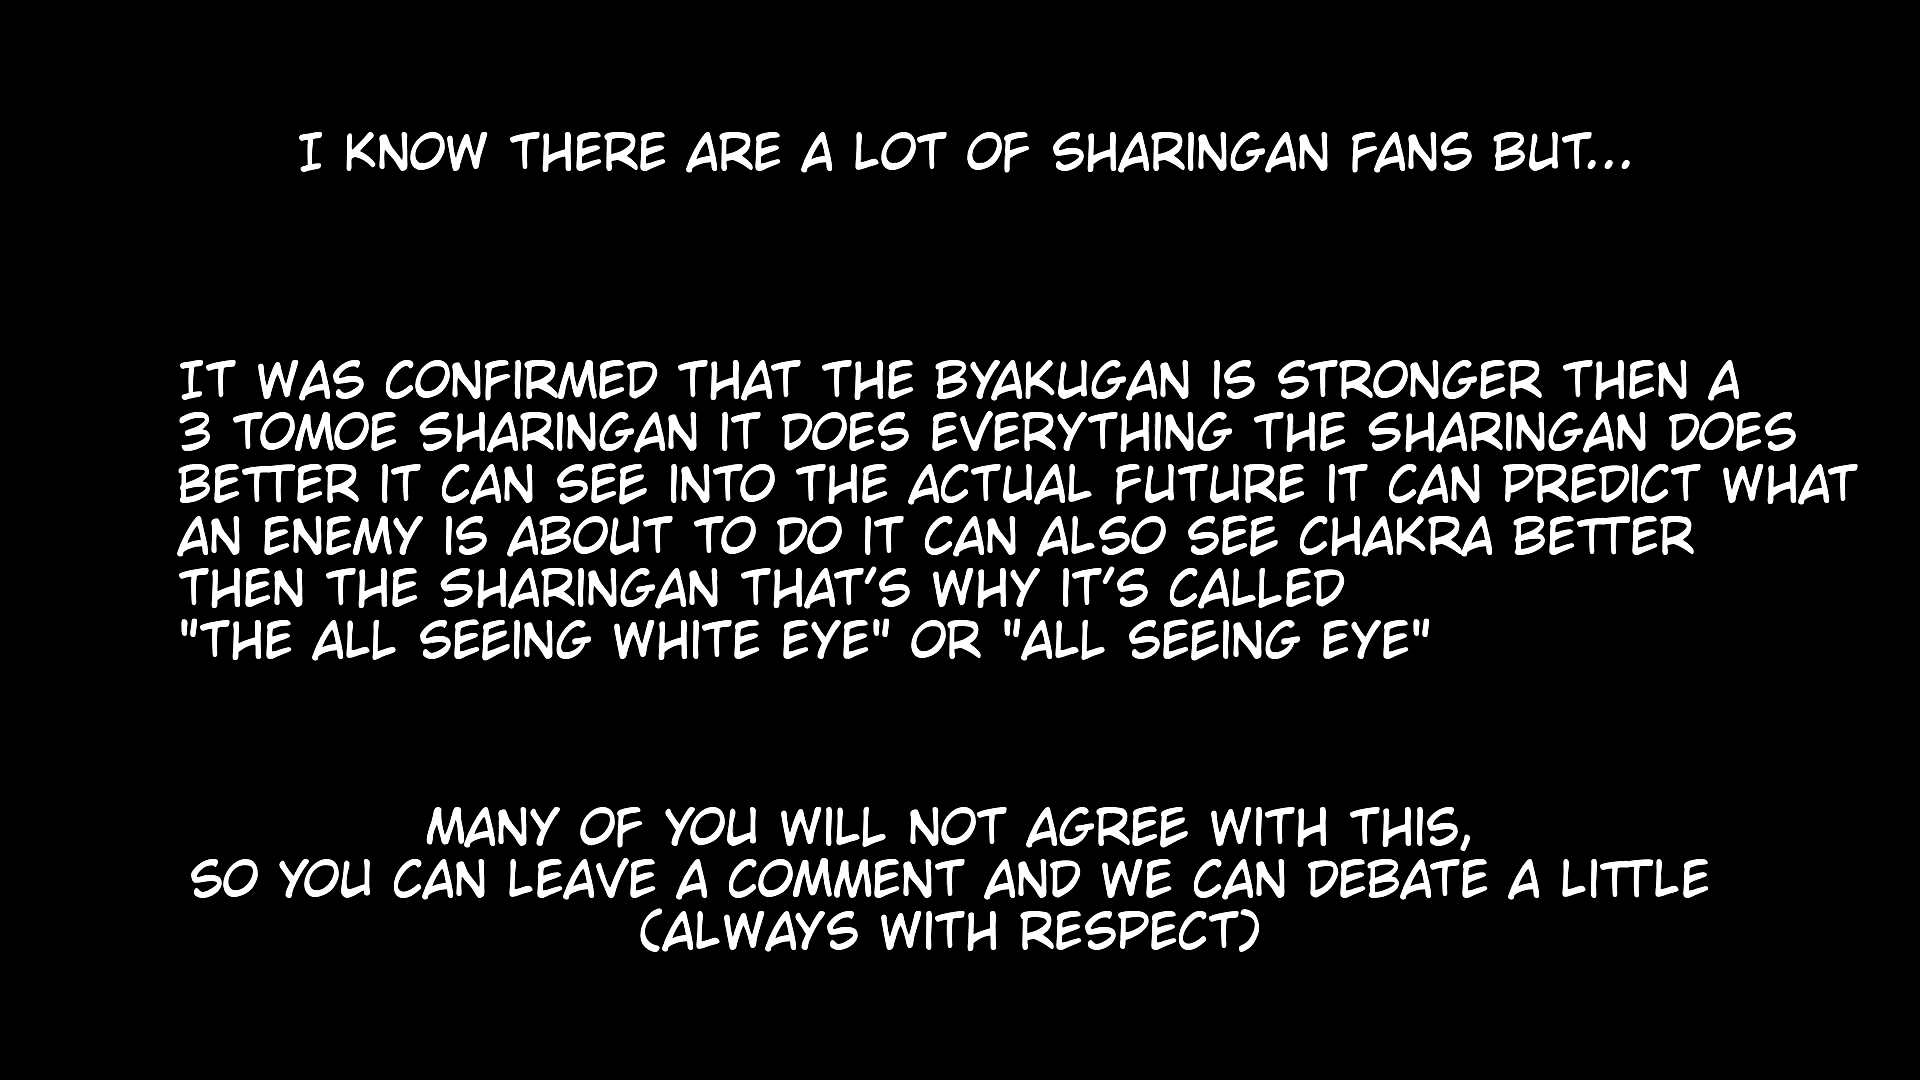 I KNOW THERE ARE A LOT OF SHARINGAN FANS BUT...
IT WAS CONFIRMED THAT THE BYAKUGAN IS STRONGER THEN A
3 TOMOE SHARINGAN IT DOES EVERYTHING THE SHARINGAN DOES
BETTER IT CAN SEE INTO THE ACTUAL FUTURE IT CAN PREDICT WHAT
AN ENEMY IS ABOUT TO DO IT CAN ALSO SEE CHAKRA BETTER
THEN THE SHARINGAN THAT'S WHY IT'S CALLED
"THE ALL SEEING WHITE EYE" OR "ALL SEEING EYE"
MANY OF YOU WILL NOT AGREE WITH THIS,
SO YOU CAN LEAVE A COMMENT AND WE CAN DEBATE A LITTLE
(ALWAYS WITH RESPECT)